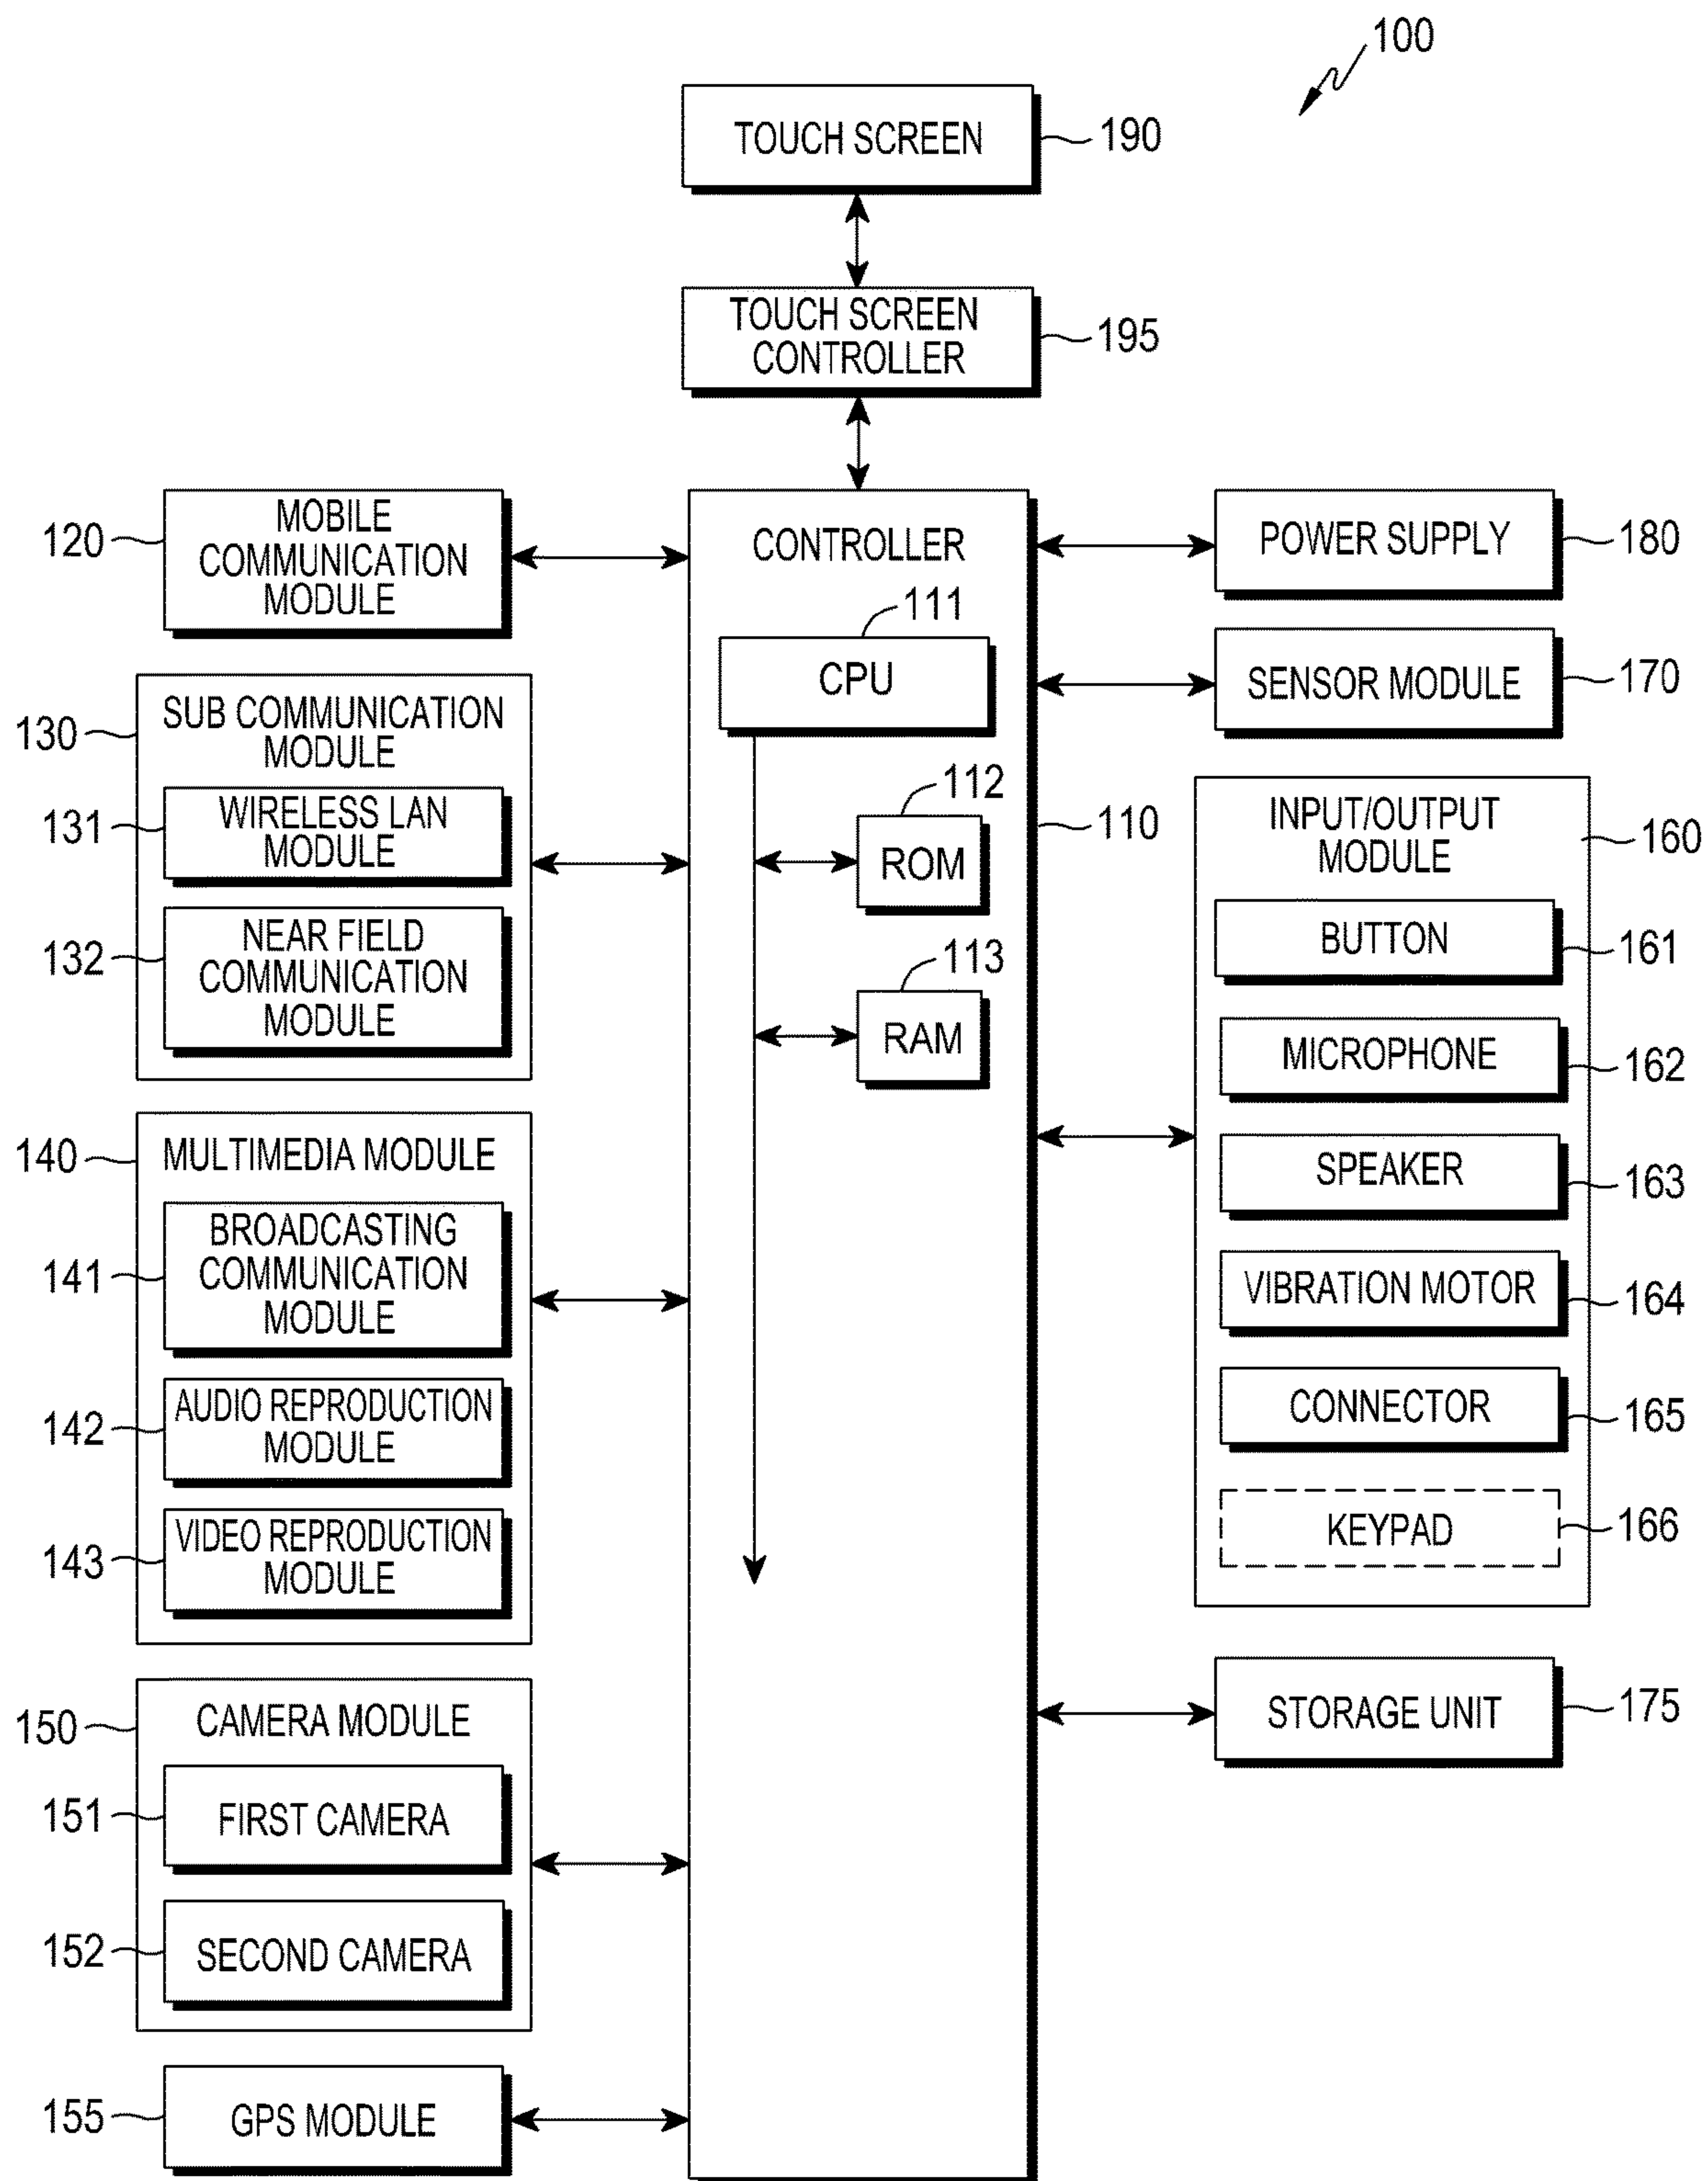 100
TOUCH SCREEN
190
TOUCH SCREEN
CONTROLLER
195
120
MOBILE
COMMUNICATION
MODULE
130
SUB COMMUNICATION
MODULE
131
WIRELESS LAN
MODULE
132
NEAR FIELD
COMMUNICATION
MODULE
140
MULTIMEDIA MODULE
141
BROADCASTING
COMMUNICATION
MODULE
142
AUDIO REPRODUCTION
MODULE
143
VIDEO REPRODUCTION
MODULE
150
CAMERA MODULE
151
FIRST CAMERA
152
SECOND CAMERA
155
GPS MODULE
CONTROLLER
111
CPU
112
ROM
113
RAM
110
POWER SUPPLY
180
SENSOR MODULE
170
INPUT/OUTPUT
MODULE
160
BUTTON
161
MICROPHONE
162
SPEAKER
163
VIBRATION MOTOR
164
CONNECTOR
165
KEYPAD
166
STORAGE UNIT
175